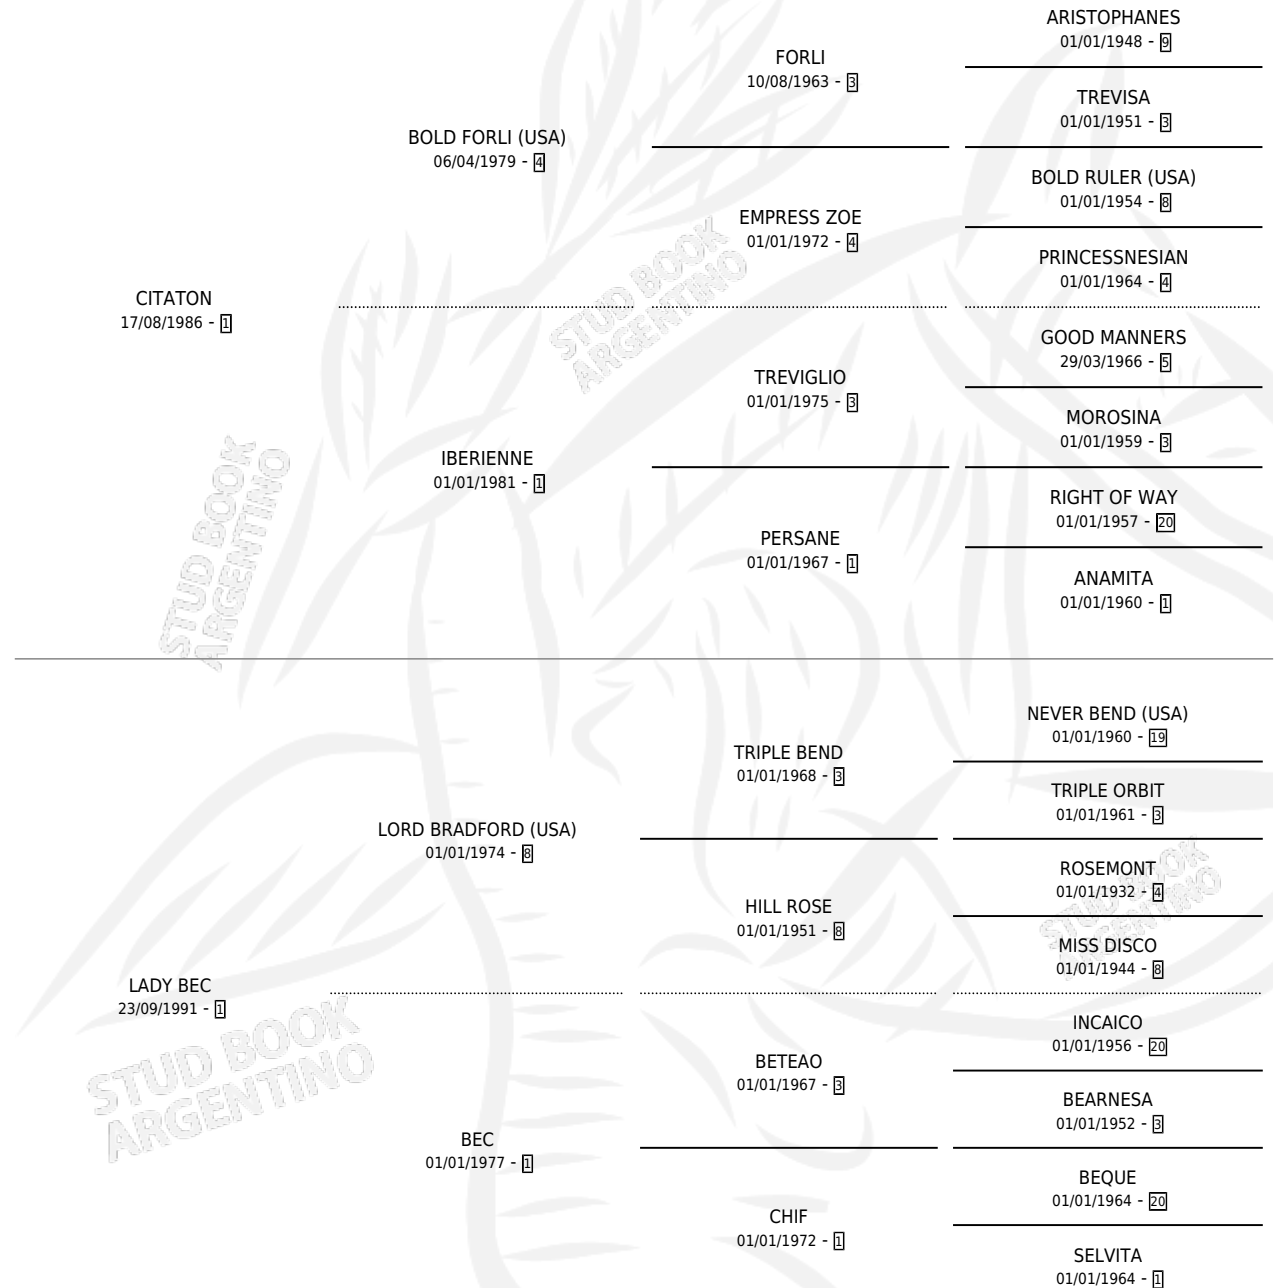 ARISTOPHANES
01/01/1948 - 9
FORLI
10/08/1963 - 3
TREVISA
01/01/1951 - 3
BOLD FORLI (USA)
06/04/1979 - 4
BOLD RULER (USA)
01/01/1954 - 8
EMPRESS ZOE
01/01/1972 - 4
PRINCESSNESIAN
01/01/1964 - 4
CITATON
17/08/1986 - 1
STUD BOOK
ARGENTINO
GOOD MANNERS
29/03/1966 - 5
TREVIGLIO
01/01/1975 - 3
MOROSINA
01/01/1959 - 3
IBERIENNE
01/01/1981 - 1
RIGHT OF WAY
01/01/1957 - 20
PERSANE
01/01/1967 - 1
ANAMITA
01/01/1960 - 1
STUD BOOK
ARGENTINO
NEVER BEND (USA)
01/01/1960 - 19
TRIPLE BEND
01/01/1968 - 3
TRIPLE ORBIT
01/01/1961 - 3
LORD BRADFORD (USA)
01/01/1974 - 8
ROSEMONT
01/01/1932 - 4
HILL ROSE
01/01/1951 - 8
MISS DISCO
01/01/1944 - 8
STUD BOOK
ARGENTINO
LADY BEC
23/09/1991 - 1
INCAICO
01/01/1956 - 20
BETEAO
01/01/1967 - 3
BEARNESA
01/01/1952 - 3
STUD BOOK
ARGENTINO
BEC
01/01/1977 - 1
BEQUE
01/01/1964 - 20
CHIF
01/01/1972 - 1
SELVITA
01/01/1964 - 1